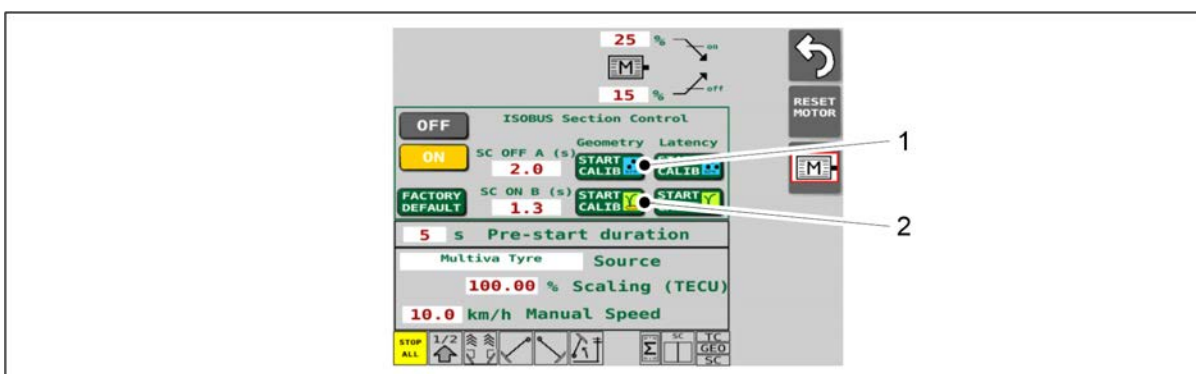 25 % on
M
15 % off
RESET
MOTOR
OFF ISOBUS Section Control
Geometry Latency
ON SC OFF A (s) START
CALIB
2.0
1
M
FACTORY
DEFAULT
SC ON B (s) START
CALIB START
1.3
2
5 s Pre-start duration
Multiva Tyre Source
100.00 % Scaling (TECU)
10.0 km/h Manual Speed
STOP
ALL
1/2
Σ
SC
TC
GEO
SC